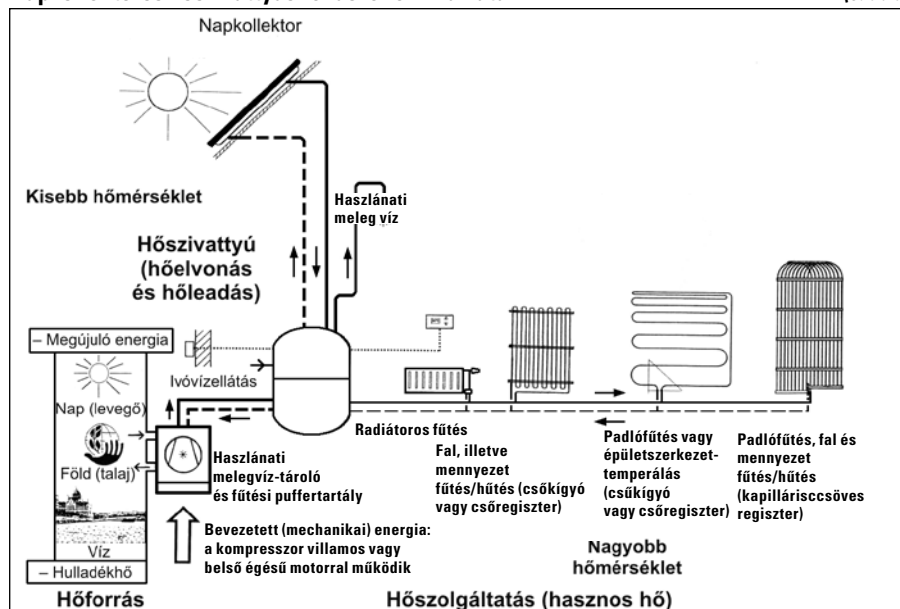 Napkollektor
Kisebb hőmérséklet
Haszlánati
meleg víz
Hőszivattyú
(hőelvonás
és hőleadás)
– Megújuló energia
Ivóvízellátás
Nap (levegő)
Föld (talaj)
Víz
– Hulladékhő
Hőforrás
Haszlánati
melegvíz-tároló
és fűtési puffertartály
Bevezetett (mechanikai) energia:
a kompresszor villamos vagy
belső égésű motorral működik
Radiátoros fűtés
Fal, illetve
mennyezet
fűtés/hűtés (csőkígyó
vagy csőregiszter)
Padlófűtés vagy
épületszerkezet-
temperálás
(csűkígyó
vagy csőregiszter)
Padlófűtés, fal és
mennyezet
fűtés/hűtés
(kapillárisccsöves
regiszter)
Nagyobb
hőmérséklet
Hőszolgáltatás (hasznos hő)